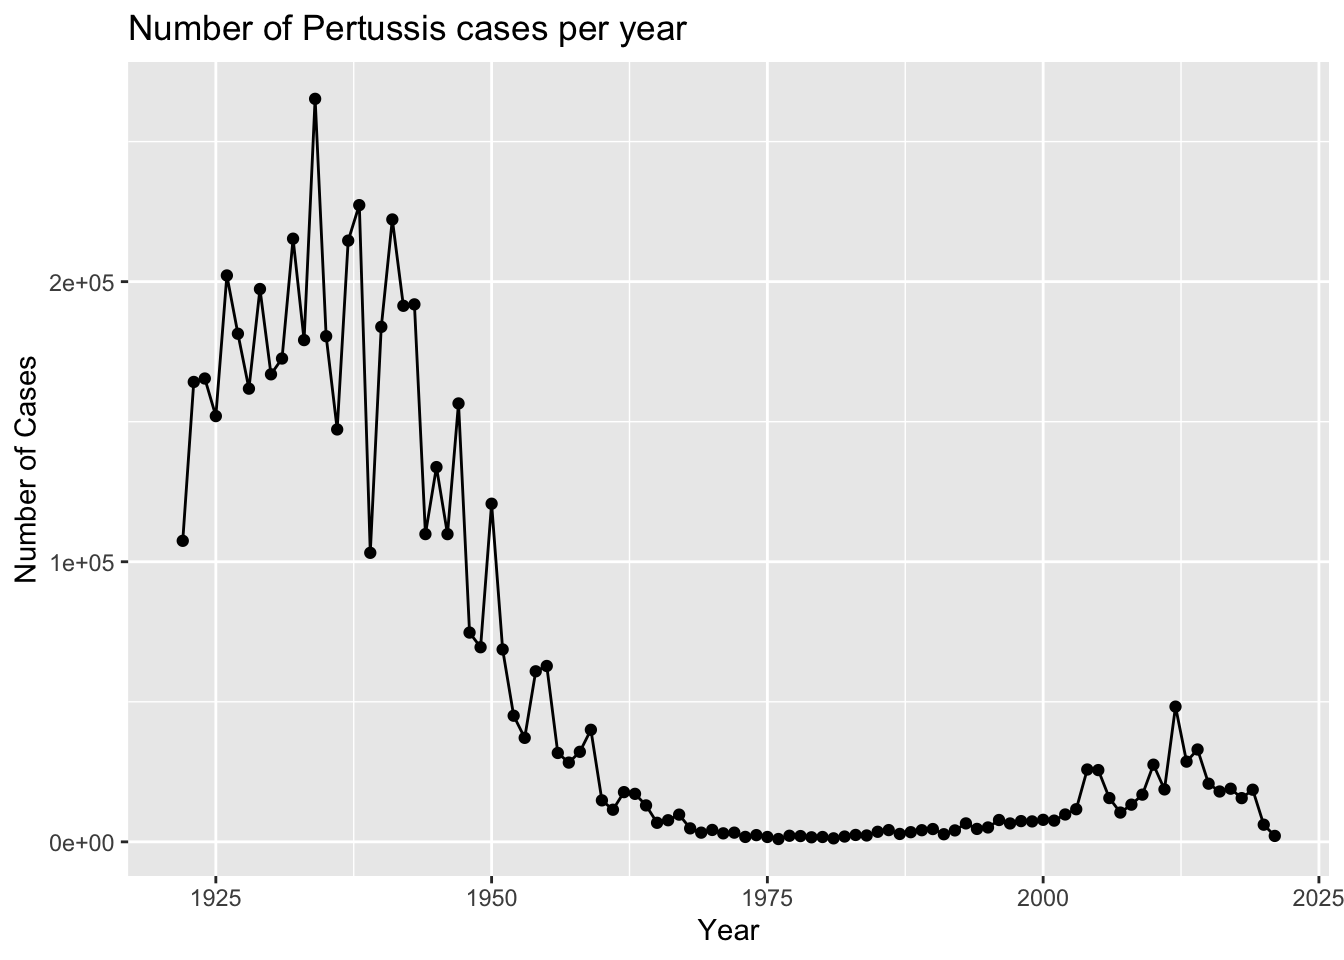 Number of Pertussis cases per year
Number of Cases
2e+05
1e+05
0e+00
1925
1950
1975
2000
2025
Year